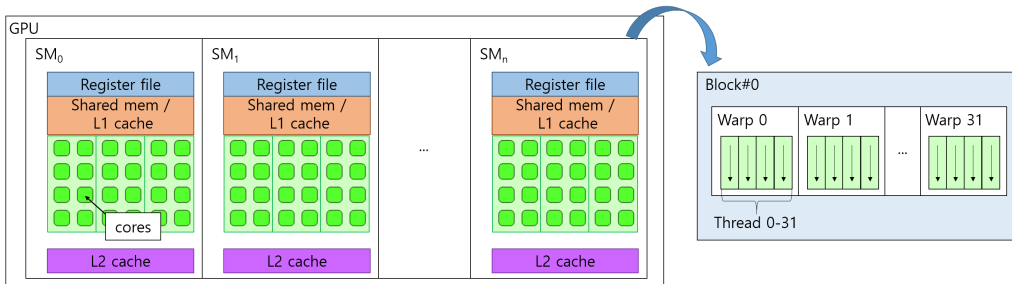 GPU
SM0
Register file
Shared mem /
L1 cache
cores
L2 cache
SM1
Register file
Shared mem /
L1 cache
L2 cache
...
SMn
Register file
Shared mem /
L1 cache
L2 cache
Block#0
Warp 0
Warp 1
...
Warp 31
Thread 0-31